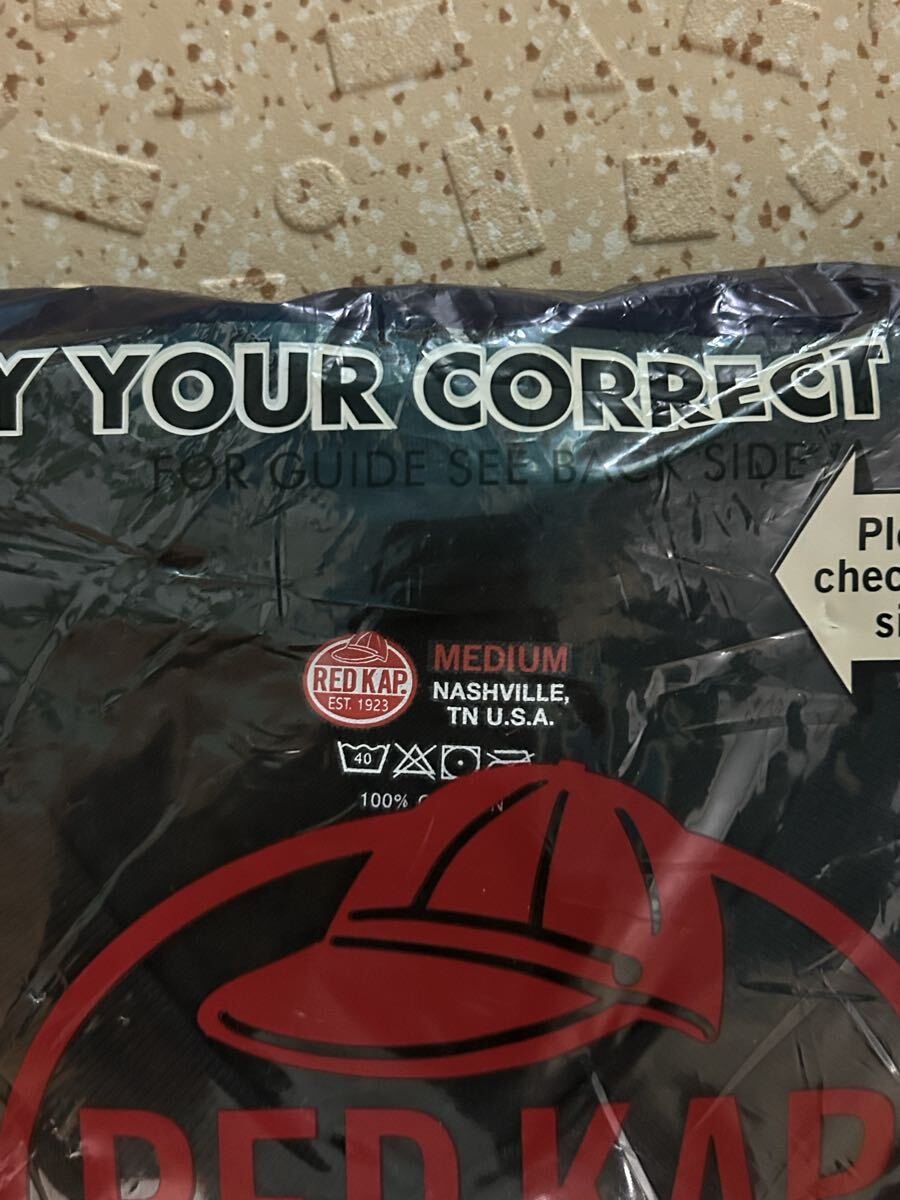 Y YOUR CORRECT
FOR GUIDE SEE BACK SIDE
chec
si
RED KAP.
EST. 1923
MEDIUM
NASHVILLE,
TN U.S.A.
40
100%
RED KAP